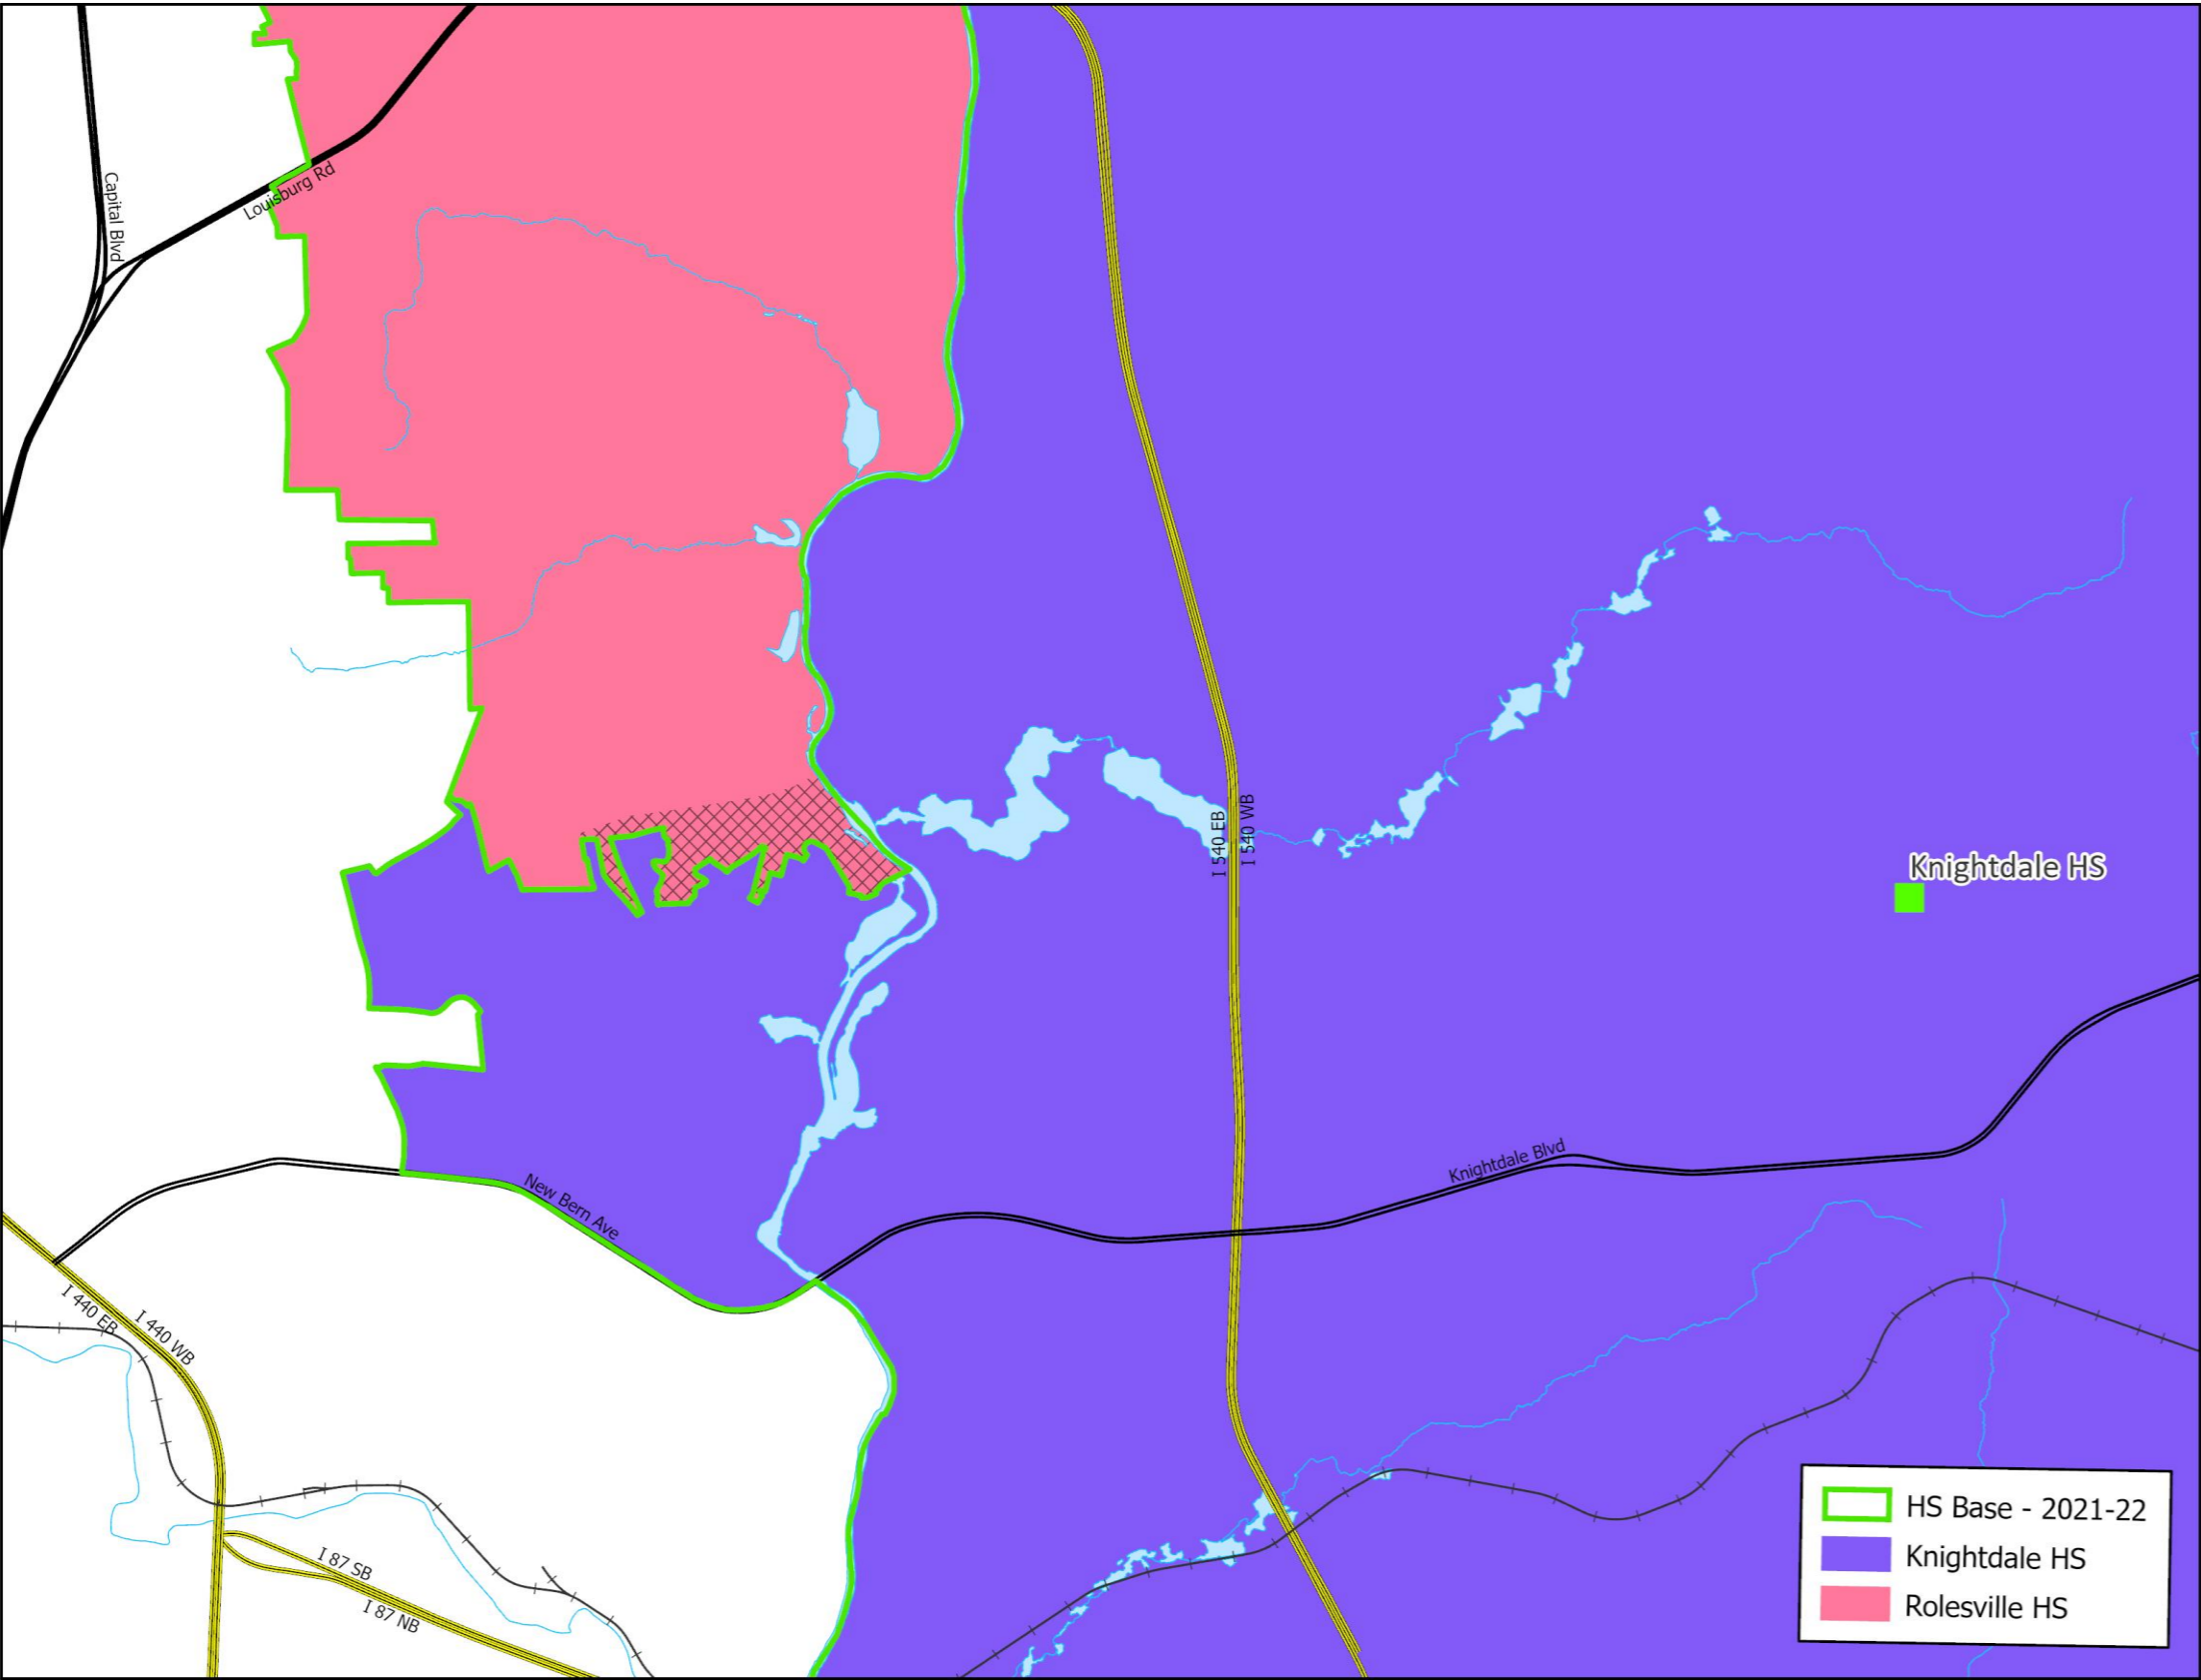 Capital Blvd
Louisburg Rd
I 540 EB
I 540 WB
Knightdale HS
Knightdale Blvd
New Bern Ave
I 440 EB
I 440 WB
I 87 SB
I 87 NB
HS Base - 2021-22
Knightdale HS
Rolesville HS